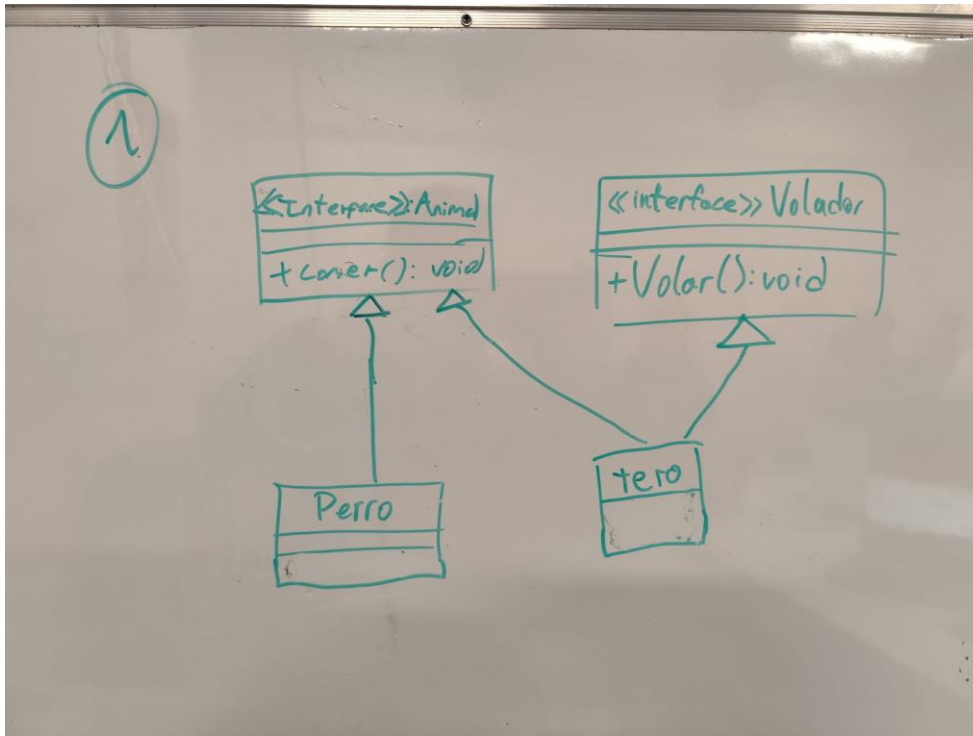 1
<<Interface>>: Animal
+ comer(): void
<<interface>> Volador
+ Volar(): void
Perro
tero